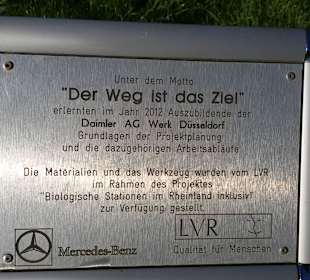 Unter dem Motto
"Der Weg ist das Ziel"
erlernten im Jahr 2012 Auszubildende der
Daimler AG Werk Düsseldorf
Grundlagen der Projektplanung
und die dazugehörigen Arbeitsabläufe
Die Materialien und das Werkzeug wurden vom LVR
im Rahmen des Projektes
"Biologische Stationen im Rheinland inklusiv"
zur Verfügung gestellt.
Mercedes-Benz
LVR
Qualität für Menschen